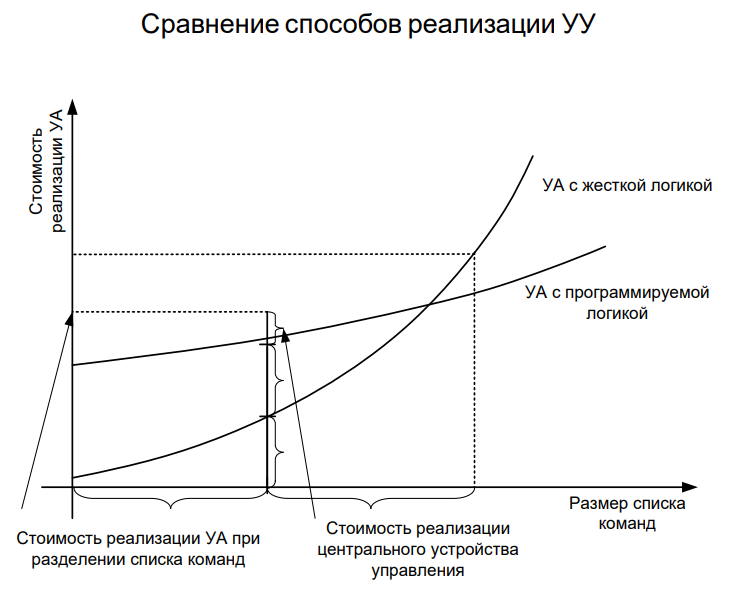 Сравнение способов реализации УУ
Стоимость
реализации УА
УА с жесткой логикой
УА с программируемой
логикой
Размер списка
команд
Стоимость реализации УА при
разделении списка команд
Стоимость реализации
центрального устройства
управления